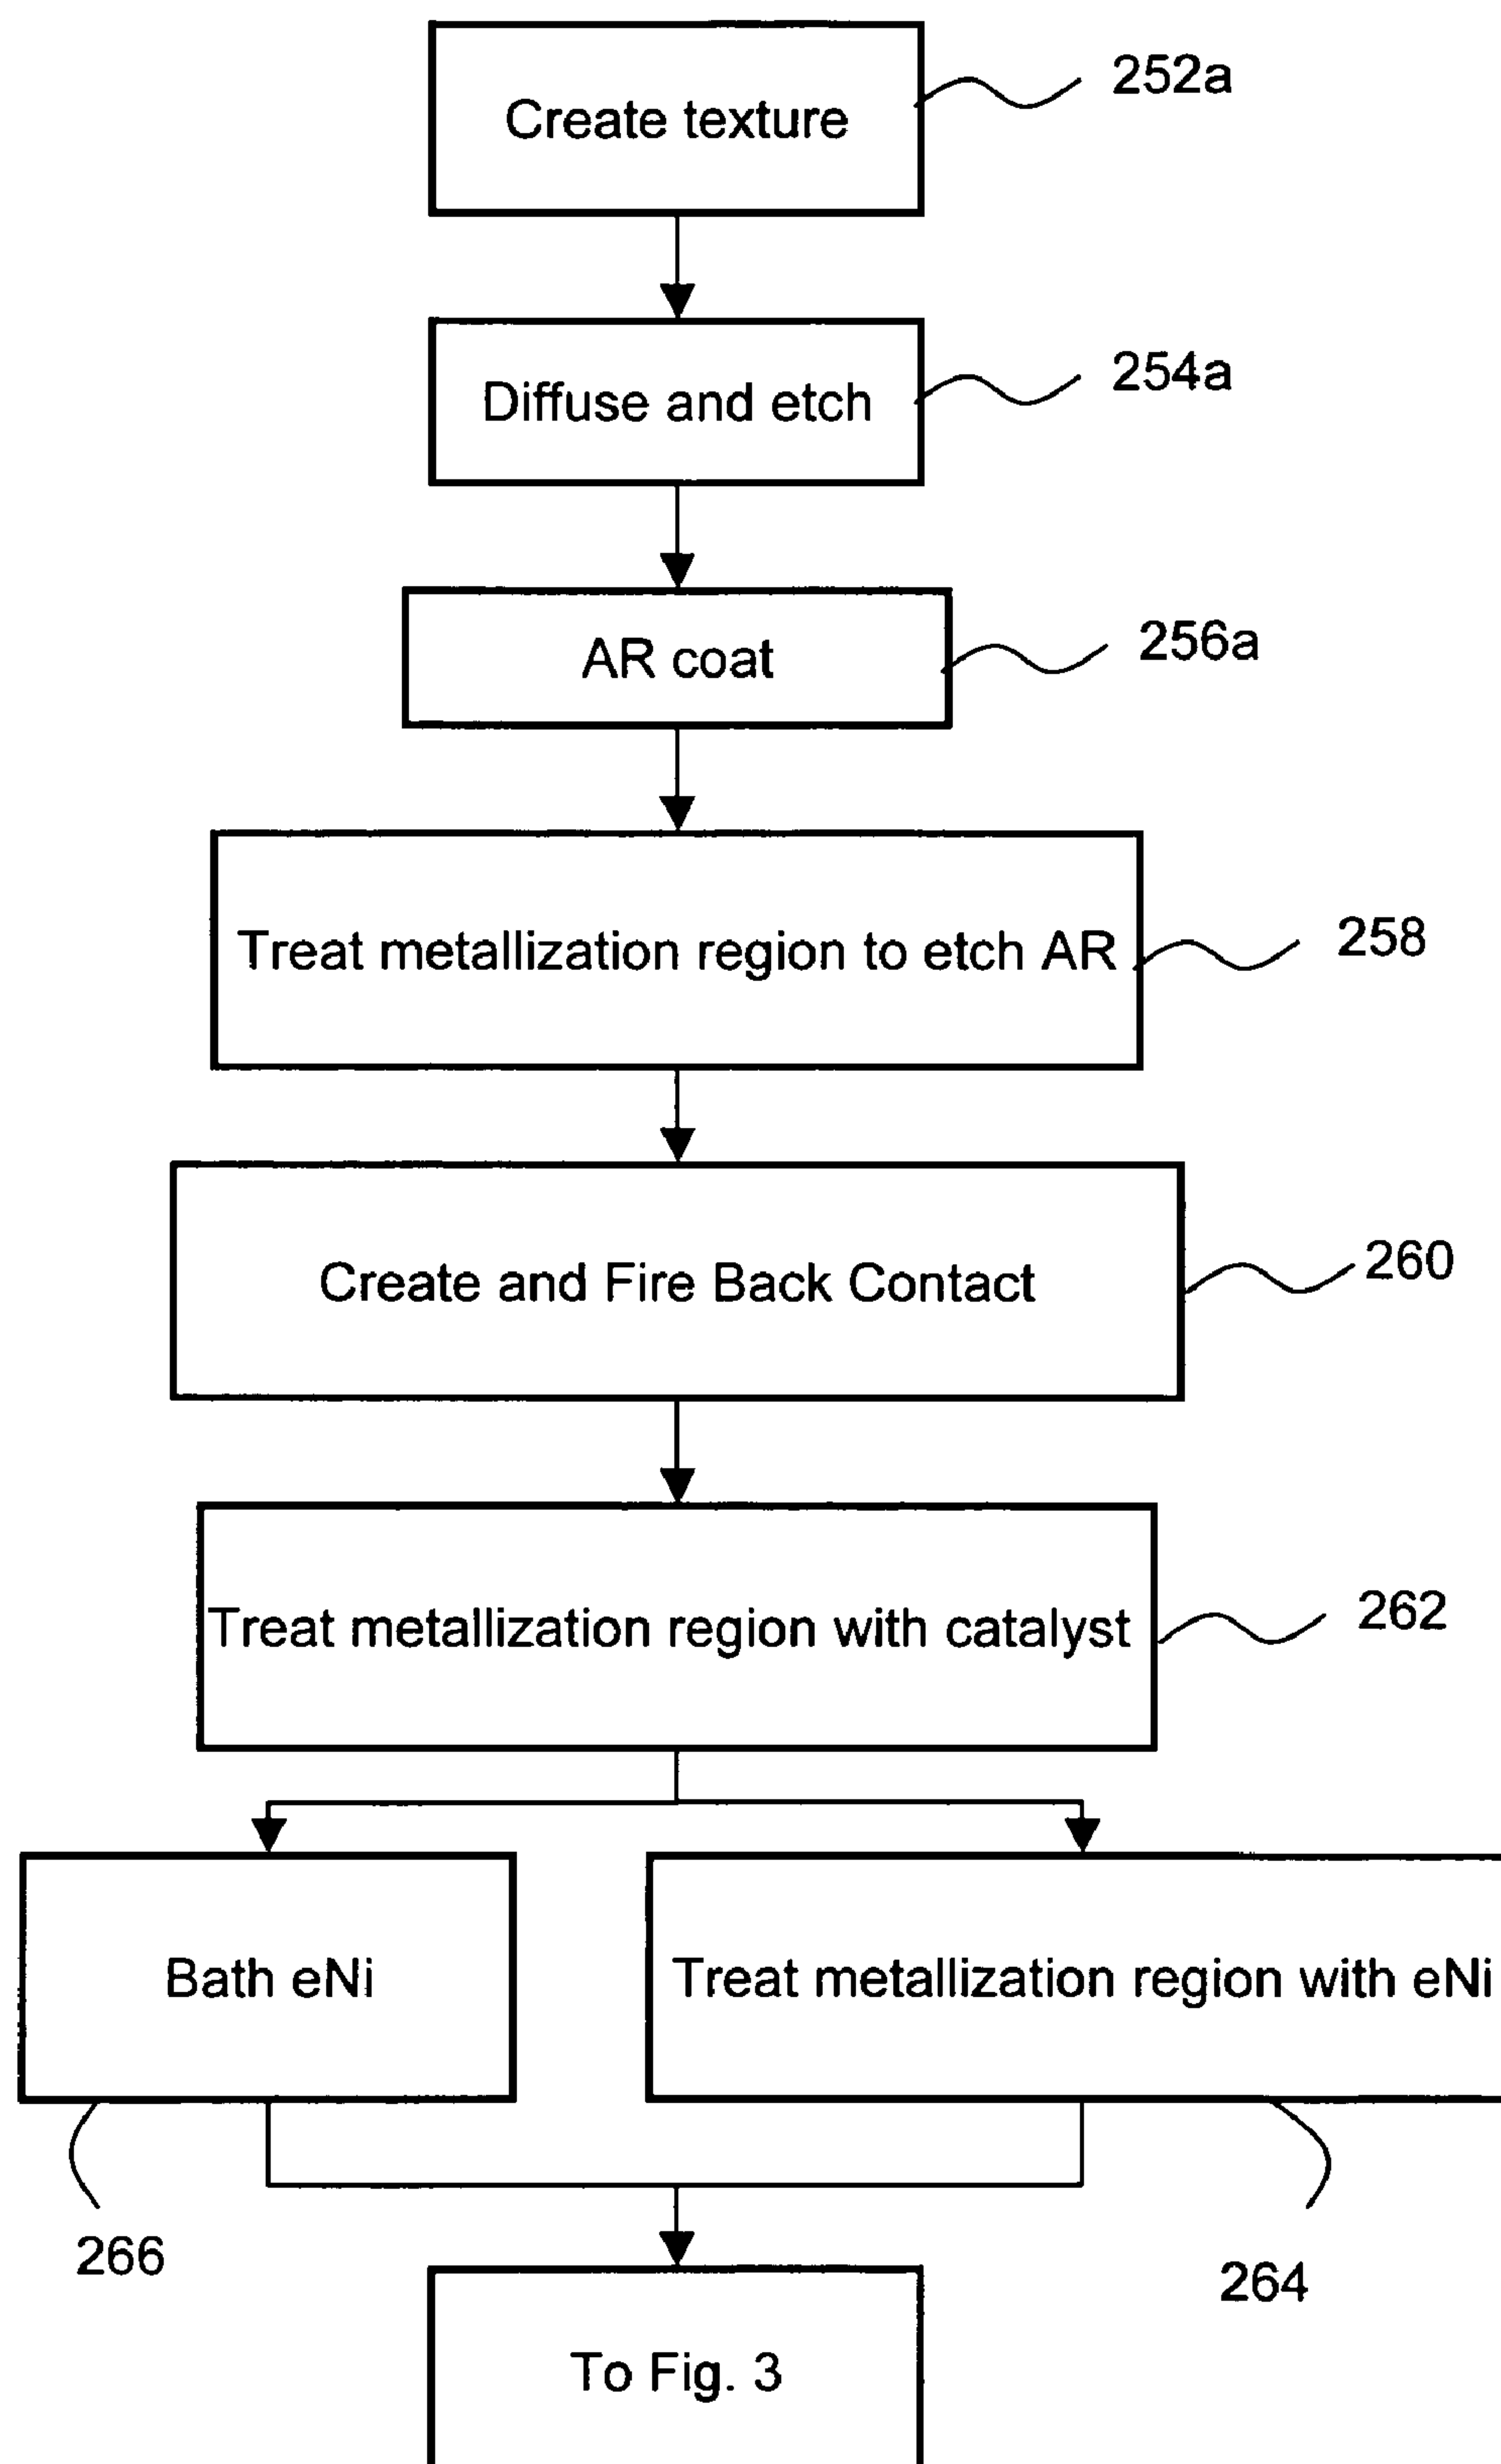 Create texture
252a
Diffuse and etch
254a
AR coat
256a
Treat metallization region to etch AR
258
Create and Fire Back Contact
260
Treat metallization region with catalyst
262
Bath eNi
Treat metallization region with eNi
266
264
To Fig. 3